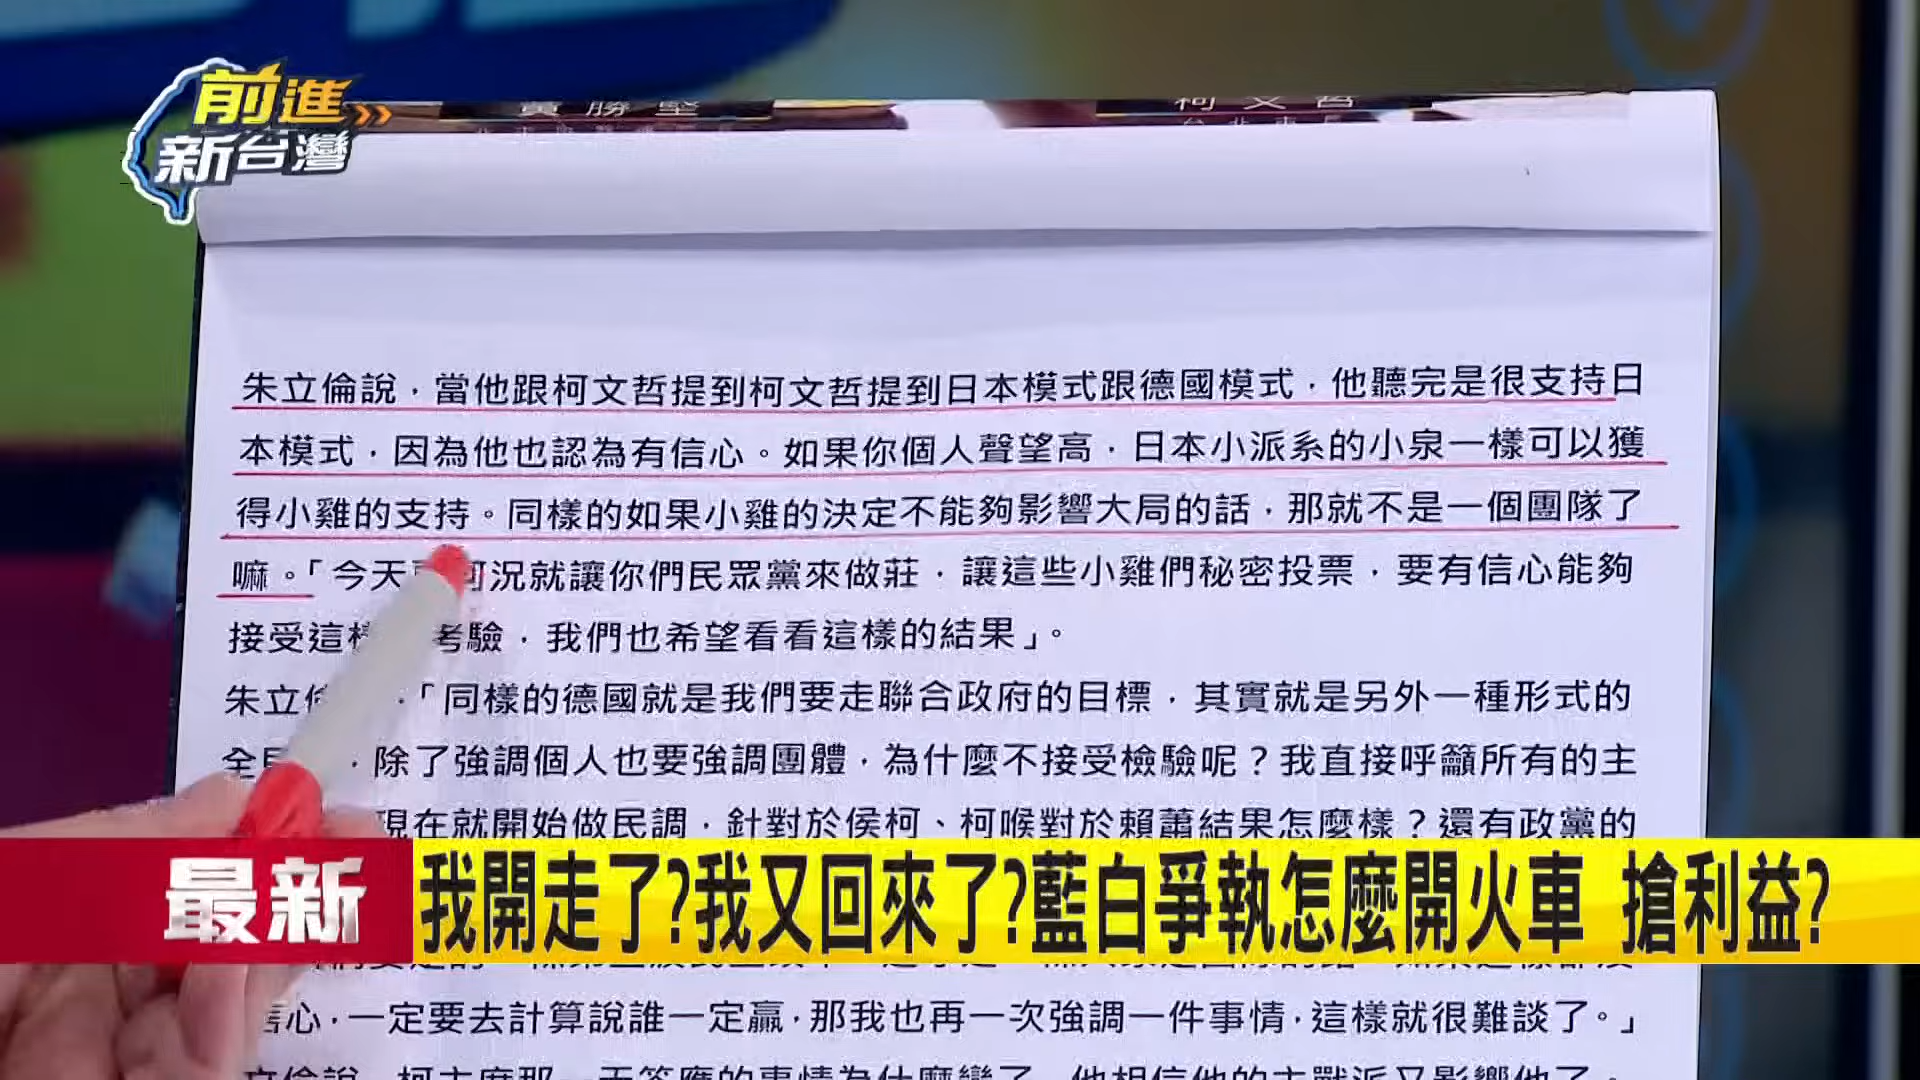 前進
新台灣
黃勝堅
柯文哲
朱立倫說，當他跟柯文哲提到柯文哲提到日本模式跟德國模式，他聽完是很支持日
本模式，因為他也認為有信心。如果你個人聲望高，日本小派系的小泉一樣可以獲
得小雞的支持。同樣的如果小雞的決定不能夠影響大局的話，那就不是一個團隊了
嘛。「今天 況就讓你們民眾黨來做莊，讓這些小雞們秘密投票，要有信心能夠
接受這 考驗，我們也希望看看這樣的結果」。
朱立 ，「同樣的德國就是我們要走聯合政府的目標，其實就是另外一種形式的
全 ，除了強調個人也要強調團體，為什麼不接受檢驗呢？我直接呼籲所有的主
現在就開始做民調，針對於侯柯、柯喉對於賴蕭結果怎麼樣？還有政黨的
最新
我開走了?我又回來了?藍白爭執怎麼開火車 搶利益?
信心，一定要去計算說誰一定贏，那我也再一次強調一件事情，這樣就很難談了。」